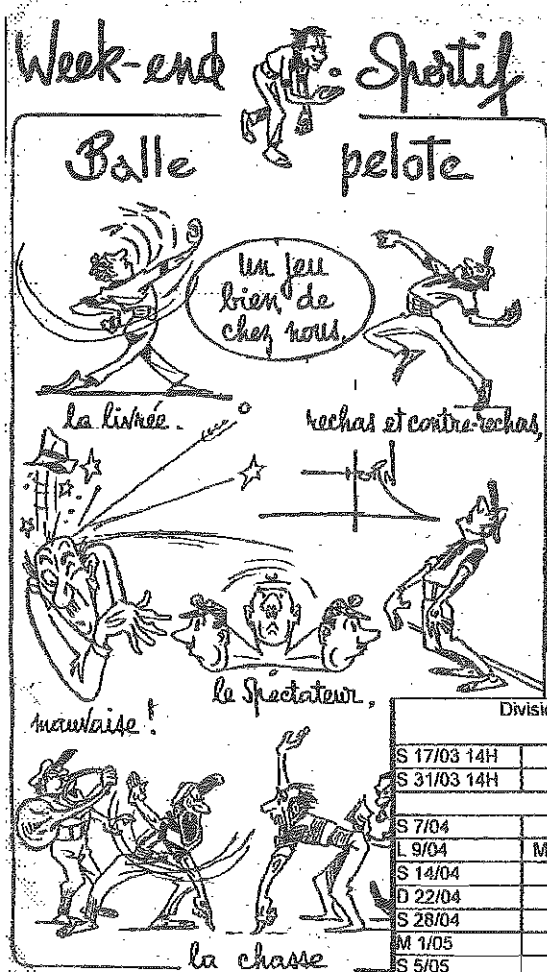 Week-end Sportif
Balle pelote
Un jeu
bien de
chez nous.
la livrée.
rechas et contre-rechas,
mauvaise !
le Spectateur,
la chasse
Divisio
S 17/03 14H
S 31/03 14H
S 7/04
L 9/04 M
S 14/04
D 22/04
S 28/04
M 1/05
S 5/05